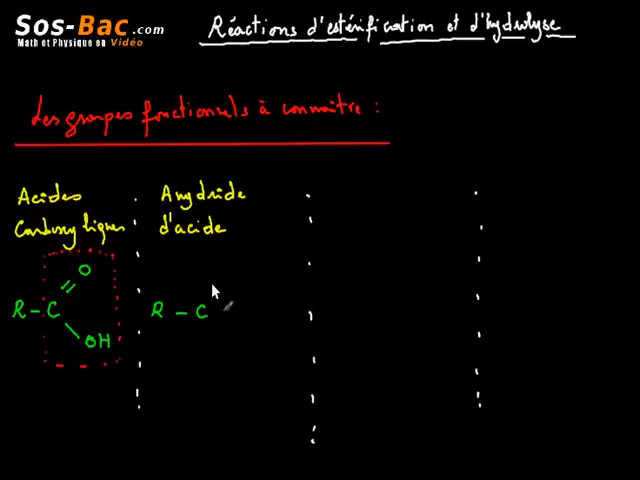 Sos-Bac.com
Math et Physique en Vidéo
Réactions d'estérification et d'hydrolyse
Les groupes fonctionnels à connaître :
Acides
Carboxyliques
O
R - C
OH
Anydride
d'acide
R - C